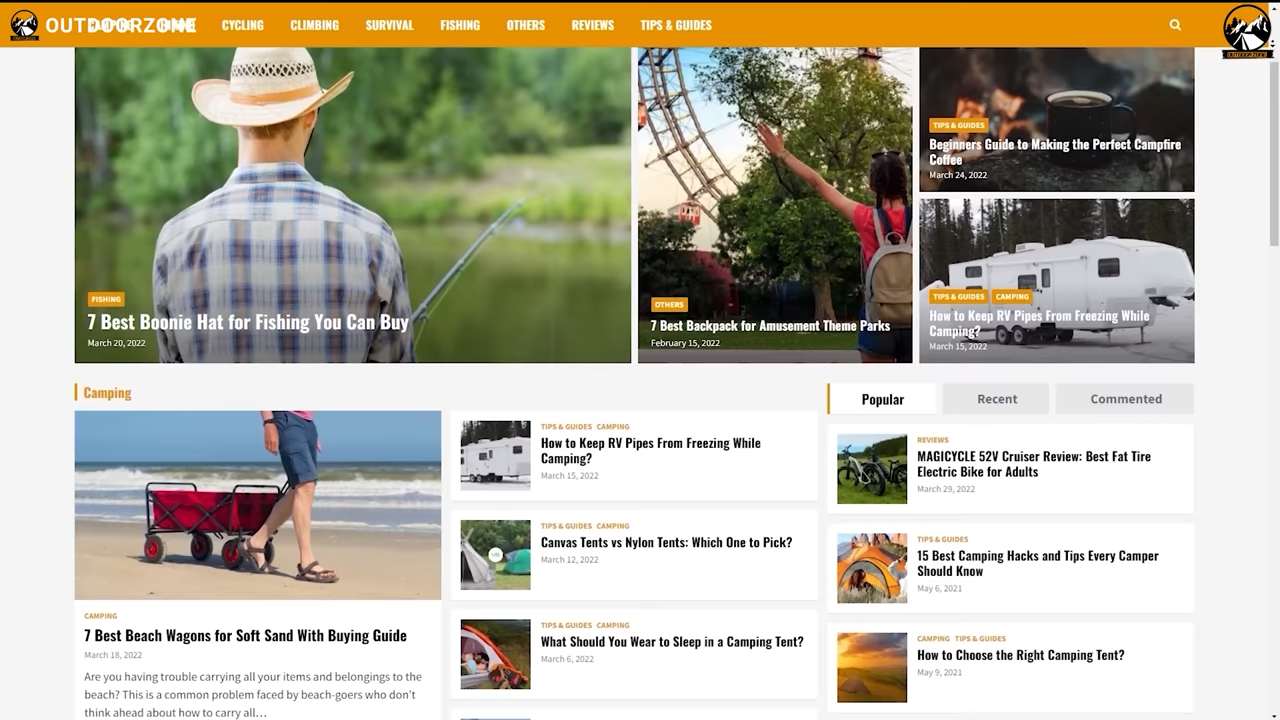 OUTDOORZONE
CYCLING CLIMBING SURVIVAL FISHING OTHERS REVIEWS TIPS & GUIDES
FISHING
7 Best Boonie Hat for Fishing You Can Buy
March 20, 2022
OTHERS
7 Best Backpack for Amusement Theme Parks
February 15, 2022
TIPS & GUIDES
Beginners Guide to Making the Perfect Campfire
Coffee
March 24, 2022
TIPS & GUIDES CAMPING
How to Keep RV Pipes From Freezing While
Camping?
March 15, 2022
Camping
CAMPING
7 Best Beach Wagons for Soft Sand With Buying Guide
March 18, 2022
Are you having trouble carrying all your items and belongings to the
beach? This is a common problem faced by beach-goers who don't
think ahead about how to carry all…
TIPS & GUIDES CAMPING
How to Keep RV Pipes From Freezing While
Camping?
March 15, 2022
TIPS & GUIDES CAMPING
Canvas Tents vs Nylon Tents: Which One to Pick?
March 12, 2022
TIPS & GUIDES CAMPING
What Should You Wear to Sleep in a Camping Tent?
March 6, 2022
Popular Recent Commented
REVIEWS
MAGICYCLE 52V Cruiser Review: Best Fat Tire
Electric Bike for Adults
March 29, 2022
TIPS & GUIDES
15 Best Camping Hacks and Tips Every Camper
Should Know
May 6, 2021
CAMPING TIPS & GUIDES
How to Choose the Right Camping Tent?
May 9, 2021